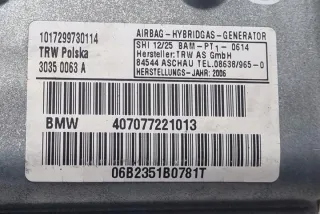 1017299730114
TRW Polska
3035 0063 A
AIRBAG-HYBRIDGAS-GENERATOR
SHI 12/25 BAM-PT1-0614
Hersteller: TRW AS GmbH
84544 ASCHAU TEL.08638/965-0
HERSTELLUNGS-JAHR: 2006
BMW 407077221013
06B2351B0781T